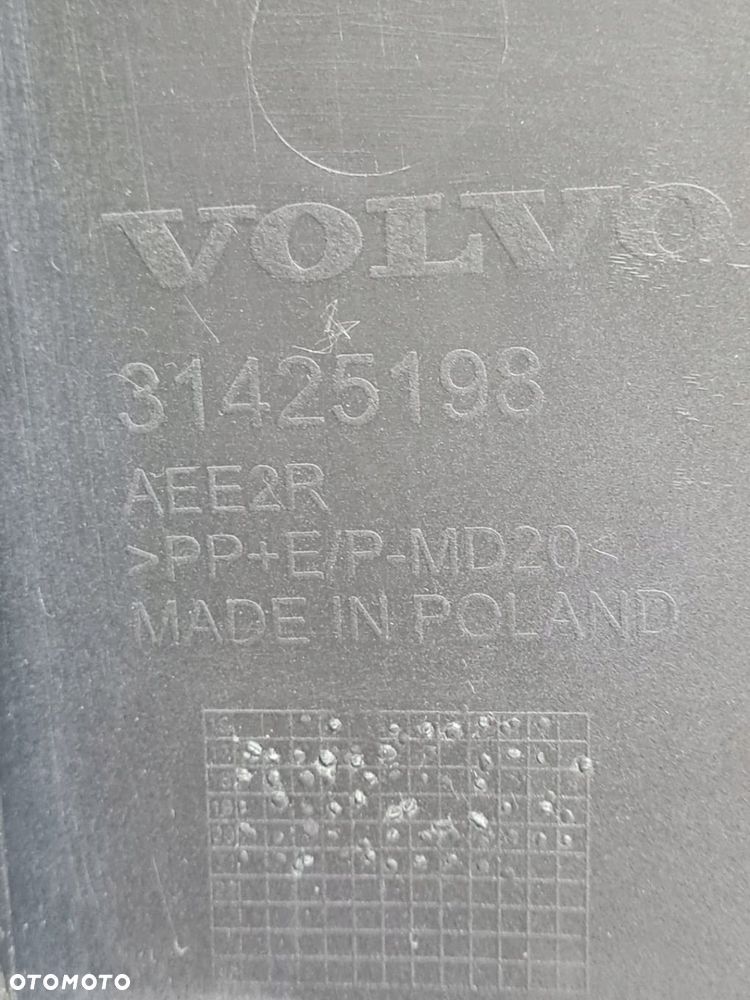 VOLVO
31425198
AEE2R
>PP+E/P-MD20<
MADE IN POLAND
OTOMOTO